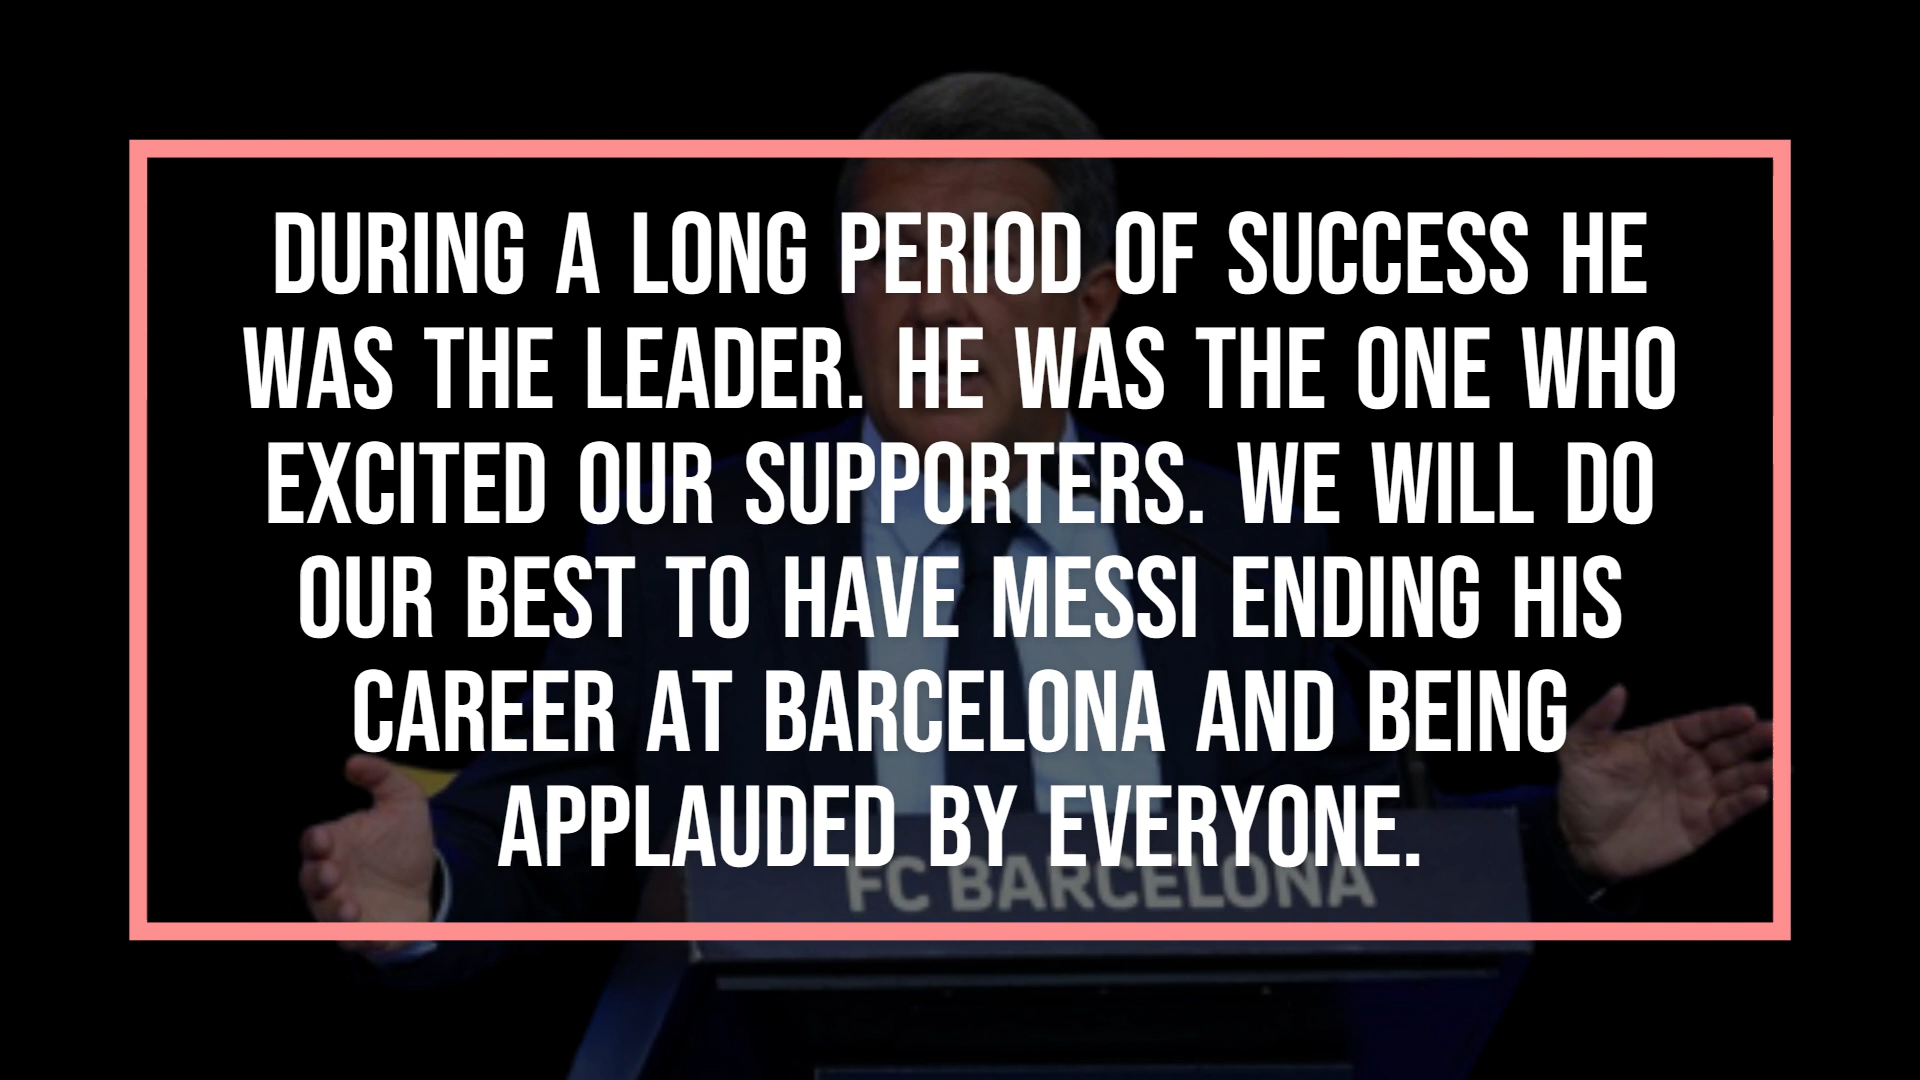 DURING A LONG PERIOD OF SUCCESS HE
WAS THE LEADER. HE WAS THE ONE WHO
EXCITED OUR SUPPORTERS. WE WILL DO
OUR BEST TO HAVE MESSI ENDING HIS
CAREER AT BARCELONA AND BEING
APPLAUDED BY EVERYONE.
FC BARCELONA